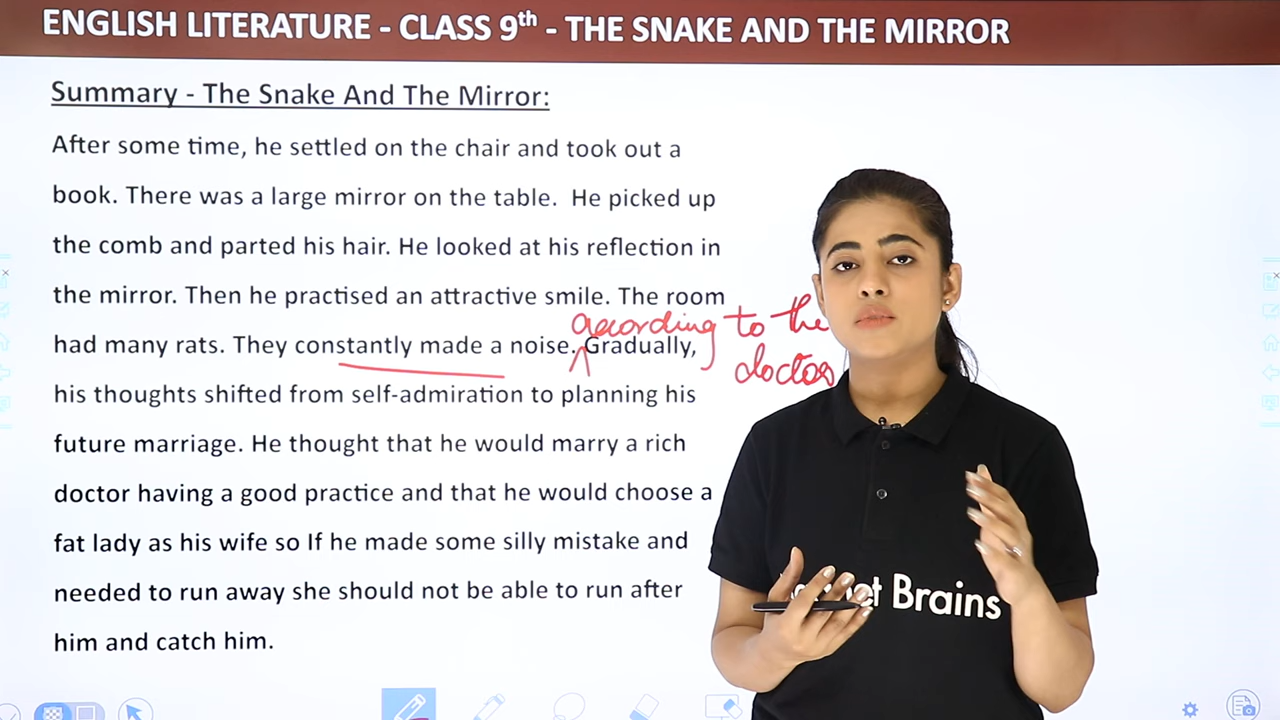 ENGLISH LITERATURE - CLASS 9th - THE SNAKE AND THE MIRROR
Summary - The Snake And The Mirror:
After some time, he settled on the chair and took out a
book. There was a large mirror on the table. He picked up
the comb and parted his hair. He looked at his reflection in
the mirror. Then he practised an attractive smile. The room
acording to the
had many rats. They constantly made a noise. Gradually,
doctor
his thoughts shifted from self-admiration to planning his
future marriage. He thought that he would marry a rich
doctor having a good practice and that he would choose a
fat lady as his wife so If he made some silly mistake and
needed to run away she should not be able to run after
him and catch him.
Brains